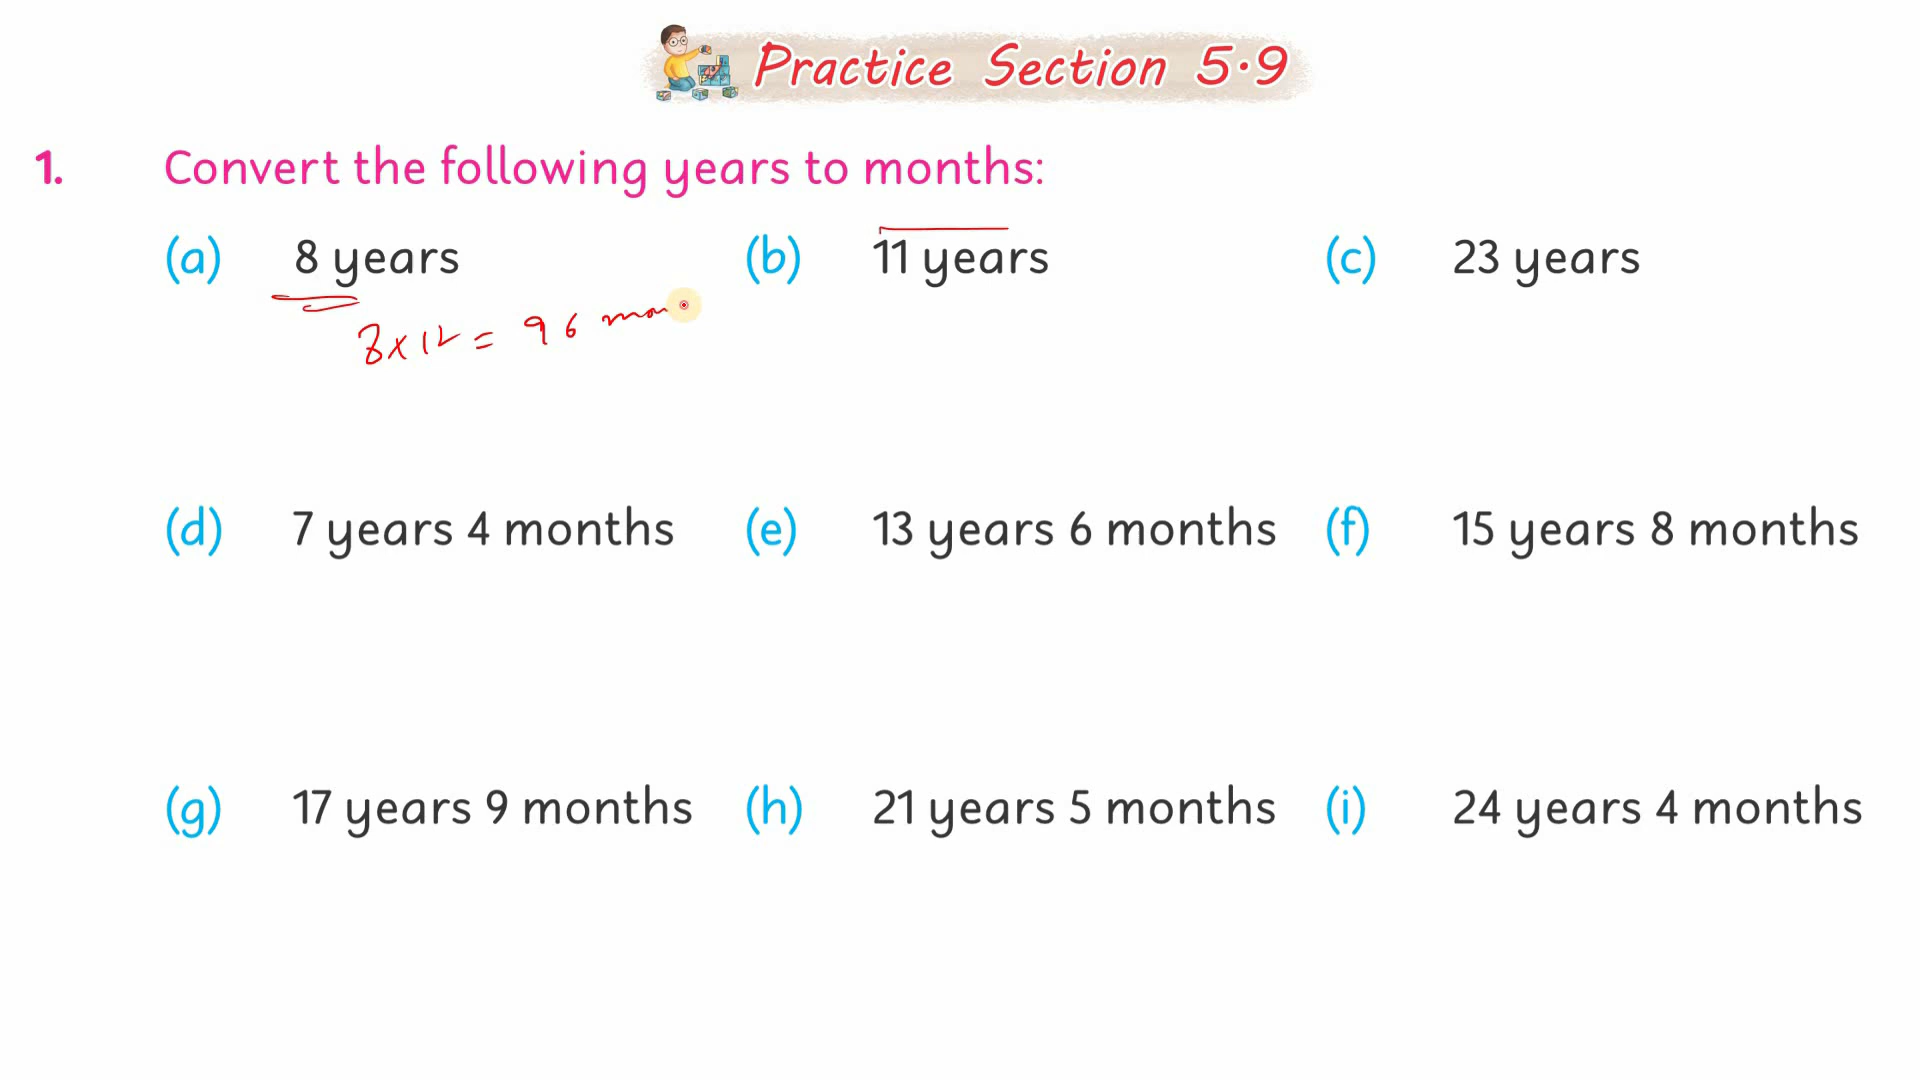 Practice Section 5·9
1. Convert the following years to months:
(a) 8 years (b) 11 years (c) 23 years
8 x 12 = 96 mon
(d) 7 years 4 months (e) 13 years 6 months (f) 15 years 8 months
(g) 17 years 9 months (h) 21 years 5 months (i) 24 years 4 months